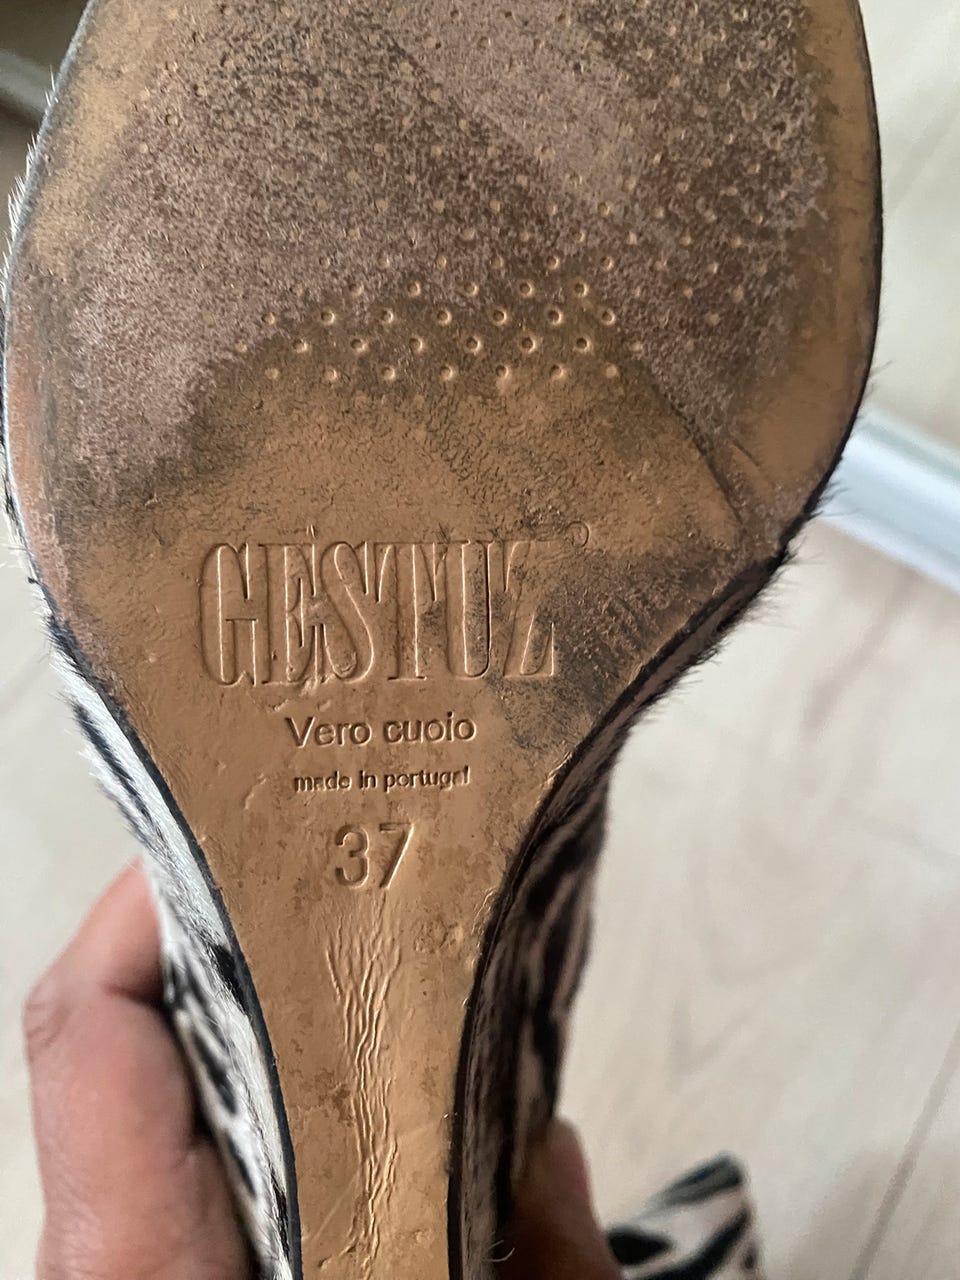 GESTUZ®
Vero cuoio
made in portugal
37